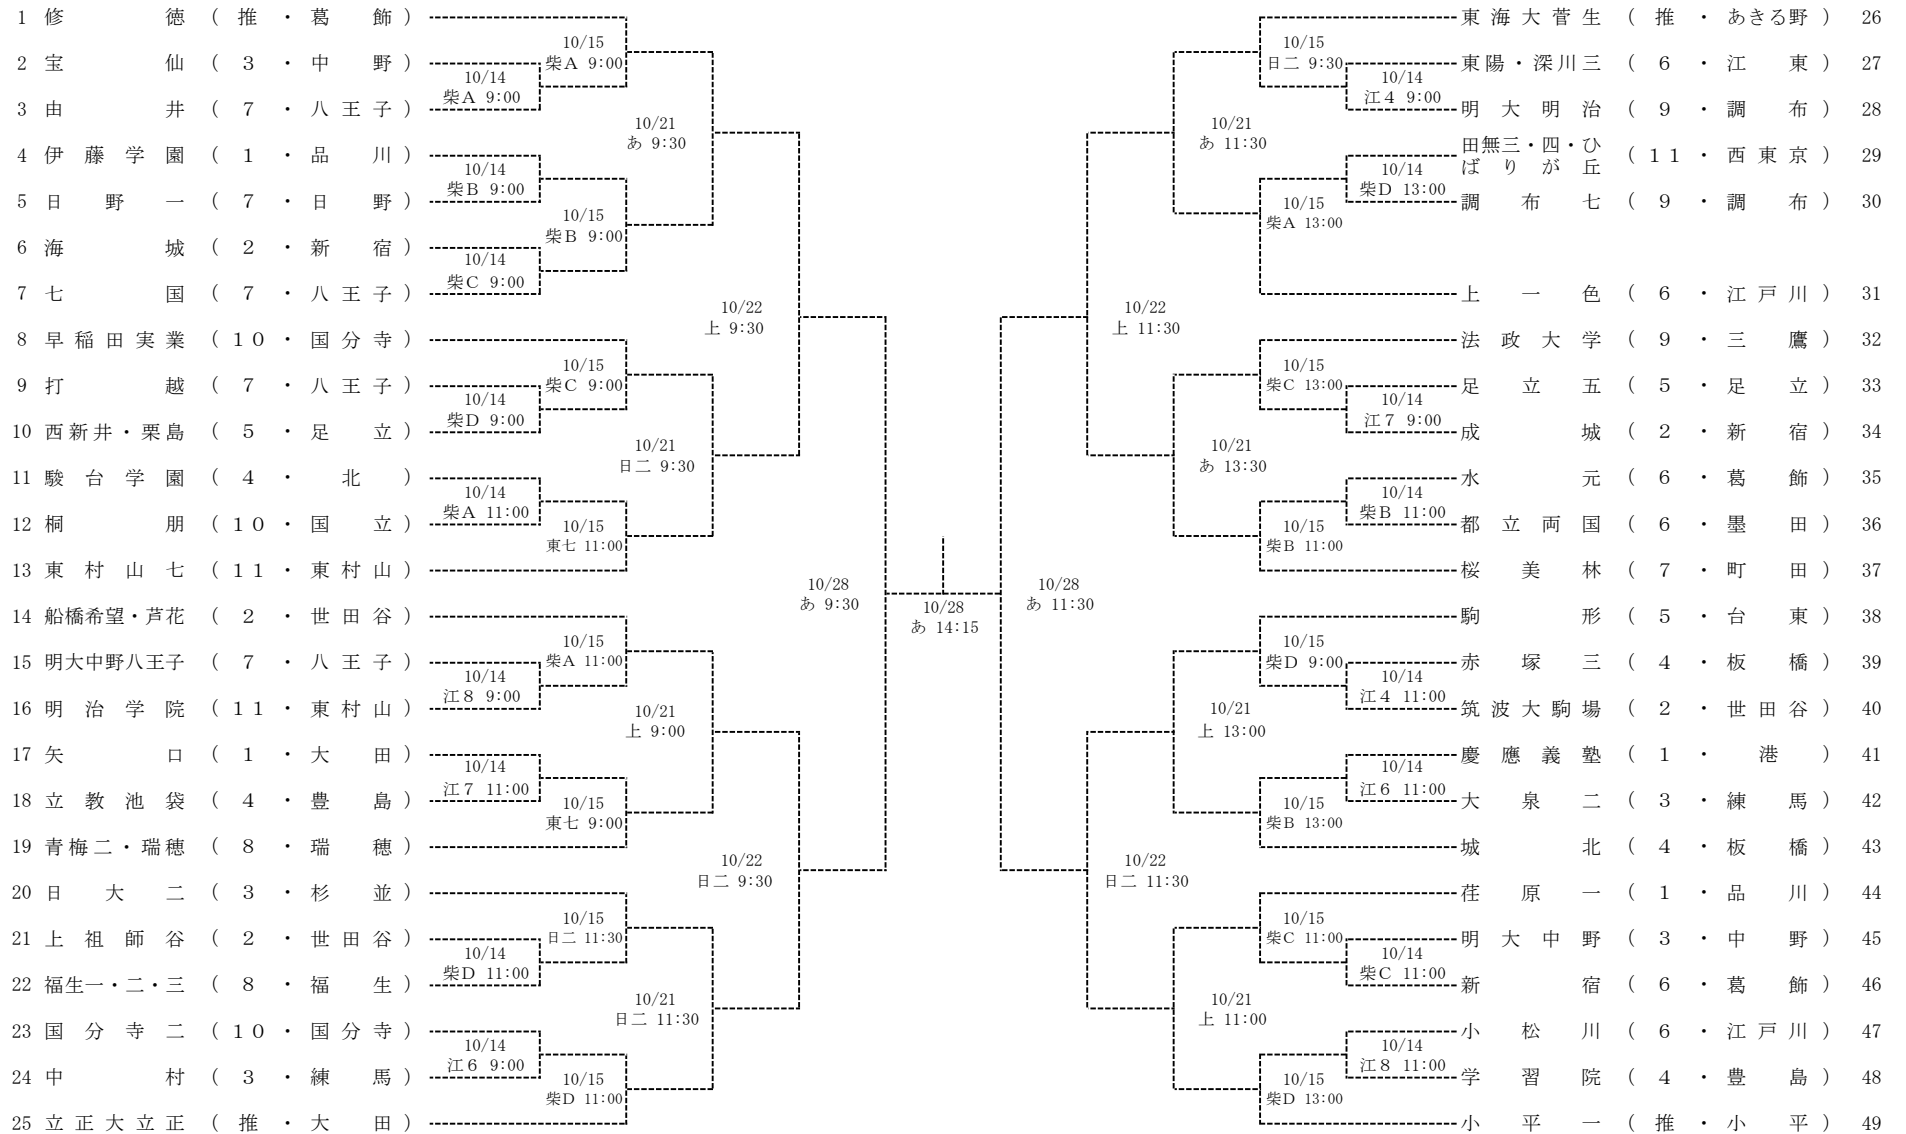 1 修徳 (推・葛飾)
2 宝仙 (3・中野)
3 由井 (7・八王子)
4 伊藤学園 (1・品川)
5 日野一 (7・日野)
6 海城 (2・新宿)
7 七国 (7・八王子)
8 早稲田実業 (10・国分寺)
9 打越 (7・八王子)
10 西新井・栗島 (5・足立)
11 駿台学園 (4・北)
12 桐朋 (10・国立)
13 東村山七 (11・東村山)
14 船橋希望・芦花 (2・世田谷)
15 明大中野八王子 (7・八王子)
16 明治学院 (11・東村山)
17 矢口 (1・大田)
18 立教池袋 (4・豊島)
19 青梅二・瑞穂 (8・瑞穂)
20 日大二 (3・杉並)
21 上祖師谷 (2・世田谷)
22 福生一・二・三 (8・福生)
23 国分寺二 (10・国分寺)
24 中村 (3・練馬)
25 立正大立正 (推・大田)
10/14
柴A 9:00
10/14
柴B 9:00
10/14
柴C 9:00
10/14
柴D 9:00
10/14
柴A 11:00
10/14
江8 9:00
10/14
江7 11:00
10/14
柴D 11:00
10/14
江6 9:00
10/15
柴A 9:00
10/15
柴B 9:00
10/15
柴C 9:00
10/15
東七 11:00
10/15
柴A 11:00
10/15
東七 9:00
10/15
日二 11:30
10/15
柴D 11:00
10/21
あ 9:30
10/21
日二 9:30
10/21
上 9:00
10/21
日二 11:30
10/22
上 9:30
10/22
日二 9:30
10/28
あ 9:30
10/28
あ 14:15
10/28
あ 11:30
10/22
上 11:30
10/22
日二 11:30
10/21
あ 11:30
10/21
あ 13:30
10/21
上 13:00
10/21
上 11:00
10/15
日二 9:30
10/15
柴A 13:00
10/15
柴C 13:00
10/15
柴B 11:00
10/15
柴D 9:00
10/15
柴B 13:00
10/15
柴C 11:00
10/15
柴D 13:00
10/14
江4 9:00
10/14
柴D 13:00
10/14
江7 9:00
10/14
柴B 11:00
10/14
江4 11:00
10/14
江6 11:00
10/14
柴C 11:00
10/14
江8 11:00
東海大菅生 (推・あきる野) 26
東陽・深川三 (6・江東) 27
明大明治 (9・調布) 28
田無三・四・ひ
ばりが丘 (11・西東京) 29
調布七 (9・調布) 30
上一色 (6・江戸川) 31
法政大学 (9・三鷹) 32
足立五 (5・足立) 33
成城 (2・新宿) 34
水元 (6・葛飾) 35
都立両国 (6・墨田) 36
桜美林 (7・町田) 37
駒形 (5・台東) 38
赤塚三 (4・板橋) 39
筑波大駒場 (2・世田谷) 40
慶應義塾 (1・港) 41
大泉二 (3・練馬) 42
城北 (4・板橋) 43
荏原一 (1・品川) 44
明大中野 (3・中野) 45
新宿 (6・葛飾) 46
小松川 (6・江戸川) 47
学習院 (4・豊島) 48
小平一 (推・小平) 49